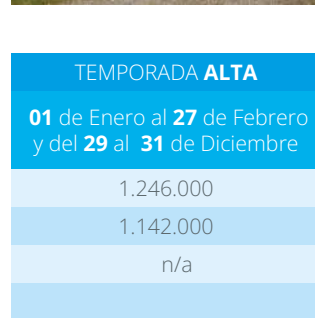 TEMPORADA ALTA
01 de Enero al 27 de Febrero
y del 29 al 31 de Diciembre
1.246.000
1.142.000
n/a